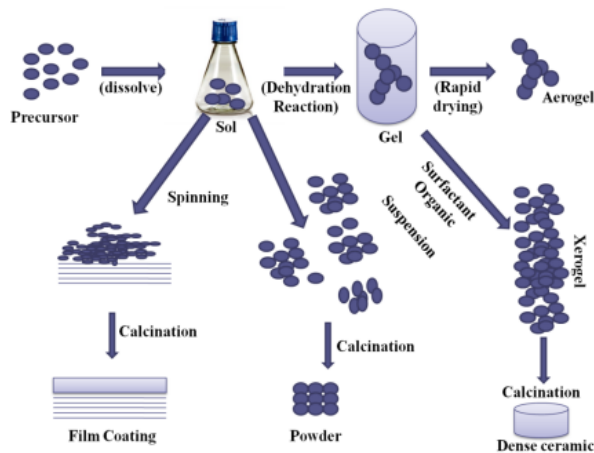 Precursor
(dissolve)
Sol
(Dehydration
Reaction)
Gel
(Rapid
drying)
Aerogel
Spinning
Suspension
Surfactant
Organic
Xerogel
Calcination
Calcination
Calcination
Film Coating
Powder
Dense ceramic